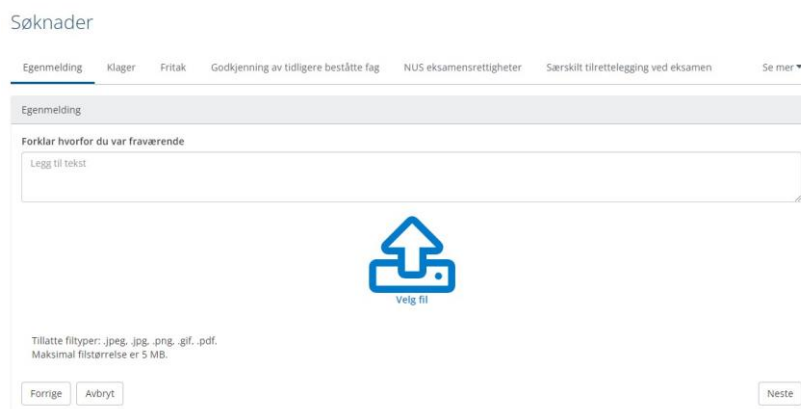 Søknader
Egenmelding Klager Fritak Godkjenning av tidligere beståtte fag NUS eksamensrettigheter Særskilt tilrettelegging ved eksamen Se mer
Egenmelding
Forklar hvorfor du var fraværende
Legg til tekst
Velg fil
Tillatte filtyper: .jpeg, .jpg, .png, .gif, .pdf.
Maksimal filstørrelse er 5 MB.
Forrige Avbryt Neste